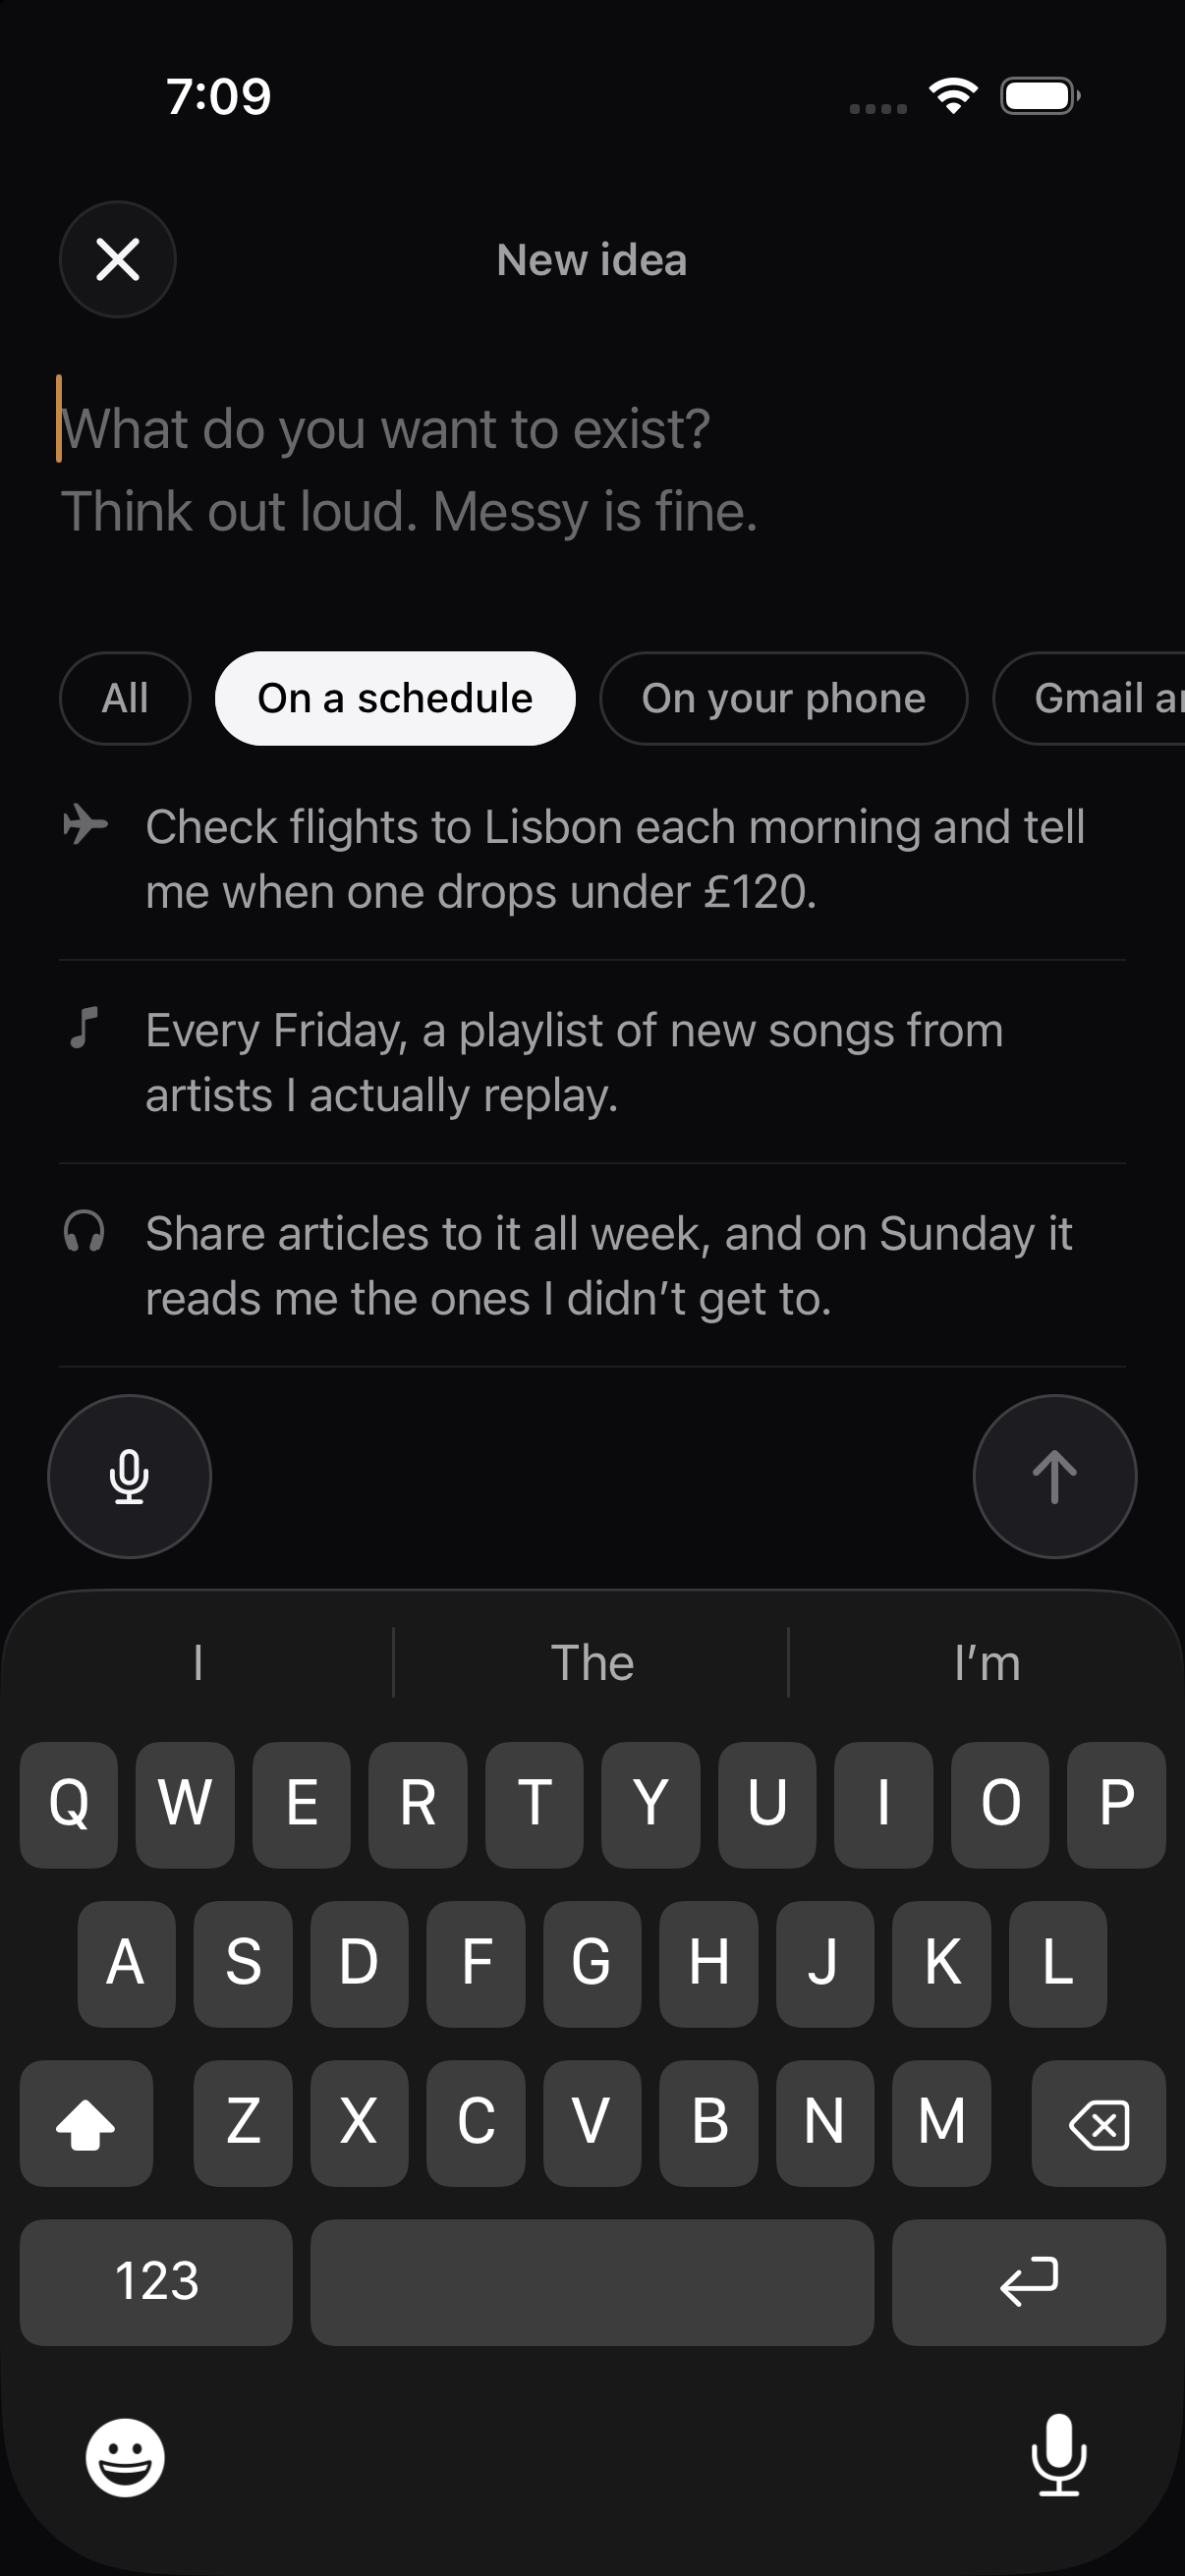 7:09
New idea
What do you want to exist?
Think out loud. Messy is fine.
All
On a schedule
On your phone
Gmail
Check flights to Lisbon each morning and tell
me when one drops under £120.
Every Friday, a playlist of new songs from
artists I actually replay.
Share articles to it all week, and on Sunday it
reads me the ones I didn’t get to.
I
The
I’m
Q W E R T Y U I O P
A S D F G H J K L
Z X C V B N M
123